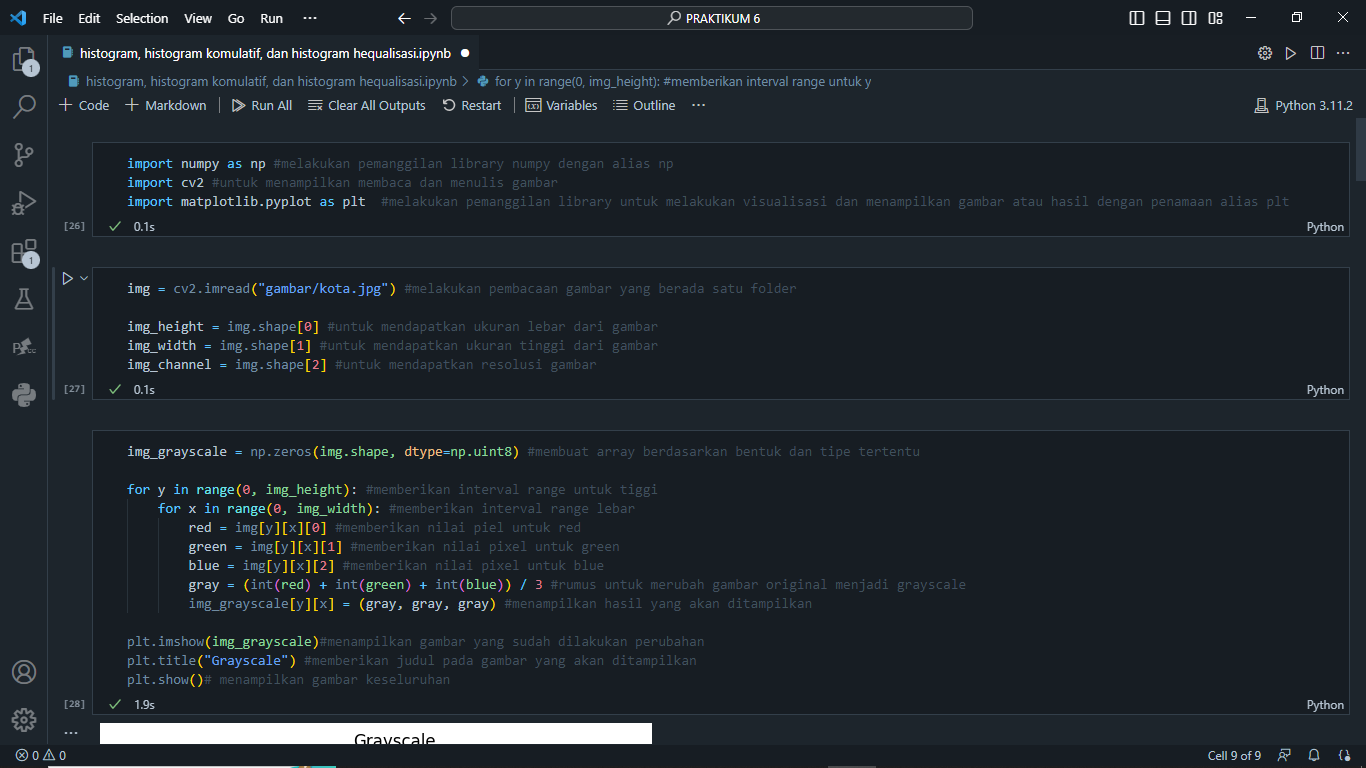 File Edit Selection View Go Run ··· PRAKTIKUM 6
histogram, histogram komulatif, dan histogram hequalisasi.ipynb
histogram, histogram komulatif, dan histogram hequalisasi.ipynb > for y in range(0, img_height): #memberikan interval range untuk y
+ Code + Markdown | Run All Clear All Outputs Restart | Variables Outline ··· Python 3.11.2
import numpy as np #melakukan pemanggilan library numpy dengan alias np
import cv2 #untuk menampilkan membaca dan menulis gambar
import matplotlib.pyplot as plt  #melakukan pemanggilan library untuk melakukan visualisasi dan menampilkan gambar atau hasil dengan penamaan alias plt
[26] ✓ 0.1s Python
img = cv2.imread("gambar/kota.jpg") #melakukan pembacaan gambar yang berada satu folder
img_height = img.shape[0] #untuk mendapatkan ukuran lebar dari gambar
img_width = img.shape[1] #untuk mendapatkan ukuran tinggi dari gambar
img_channel = img.shape[2] #untuk mendapatkan resolusi gambar
[27] ✓ 0.1s Python
img_grayscale = np.zeros(img.shape, dtype=np.uint8) #membuat array berdasarkan bentuk dan tipe tertentu
for y in range(0, img_height): #memberikan interval range untuk tiggi
    for x in range(0, img_width): #memberikan interval range lebar
        red = img[y][x][0] #memberikan nilai piel untuk red
        green = img[y][x][1] #memberikan nilai pixel untuk green
        blue = img[y][x][2] #memberikan nilai pixel untuk blue
        gray = (int(red) + int(green) + int(blue)) / 3 #rumus untuk merubah gambar original menjadi grayscale
        img_grayscale[y][x] = (gray, gray, gray) #menampilkan hasil yang akan ditampilkan
plt.imshow(img_grayscale)#menampilkan gambar yang sudah dilakukan perubahan
plt.title("Grayscale") #memberikan judul pada gambar yang akan ditampilkan
plt.show()# menampilkan gambar keseluruhan
[28] ✓ 1.9s Python
···
Grayscale
0 0 Cell 9 of 9
1
1